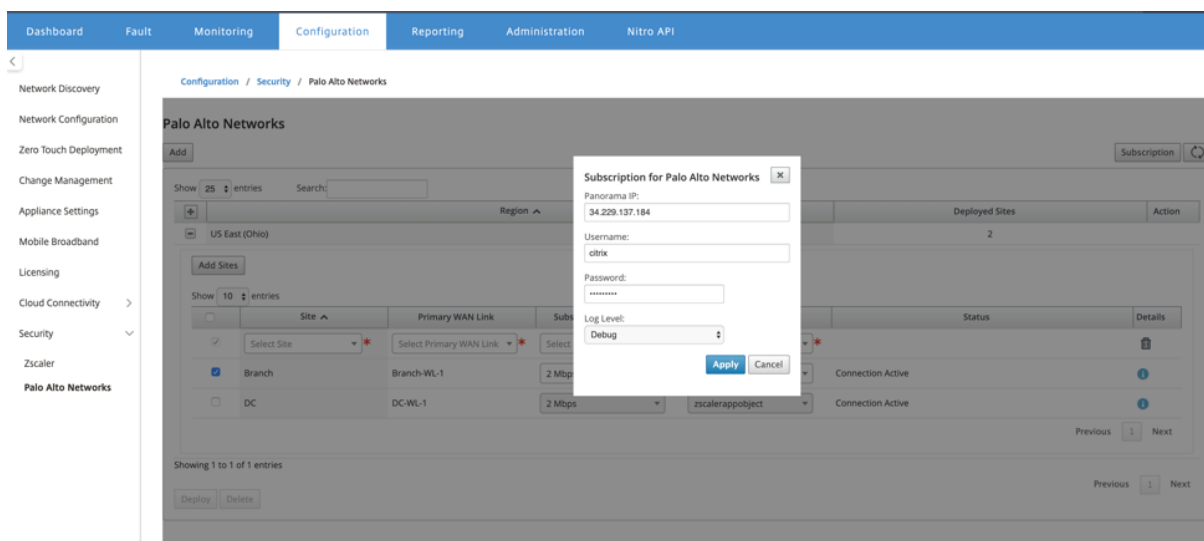 Dashboard Fault Monitoring Configuration Reporting Administration Nitro API
Network Discovery
Network Configuration
Zero Touch Deployment
Change Management
Appliance Settings
Mobile Broadband
Licensing
Cloud Connectivity
Security
Zscaler
Palo Alto Networks
Configuration / Security / Palo Alto Networks
Palo Alto Networks
Add Subscription
Show 25 entries Search:
Region Deployed Sites Action
US East (Ohio) 2
Add Sites
Show 10 entries
Site Primary WAN Link Subs Status Details
Select Site * Select Primary WAN Link * Select *
Branch Branch-WL-1 2 Mbp Connection Active
DC DC-WL-1 2 Mbps zscalerappobject Connection Active
Previous 1 Next
Showing 1 to 1 of 1 entries
Previous 1 Next
Deploy Delete
Subscription for Palo Alto Networks x
Panorama IP:
34.229.137.184
Username:
citrix
Password:
•••••••••
Log Level:
Debug
Apply Cancel